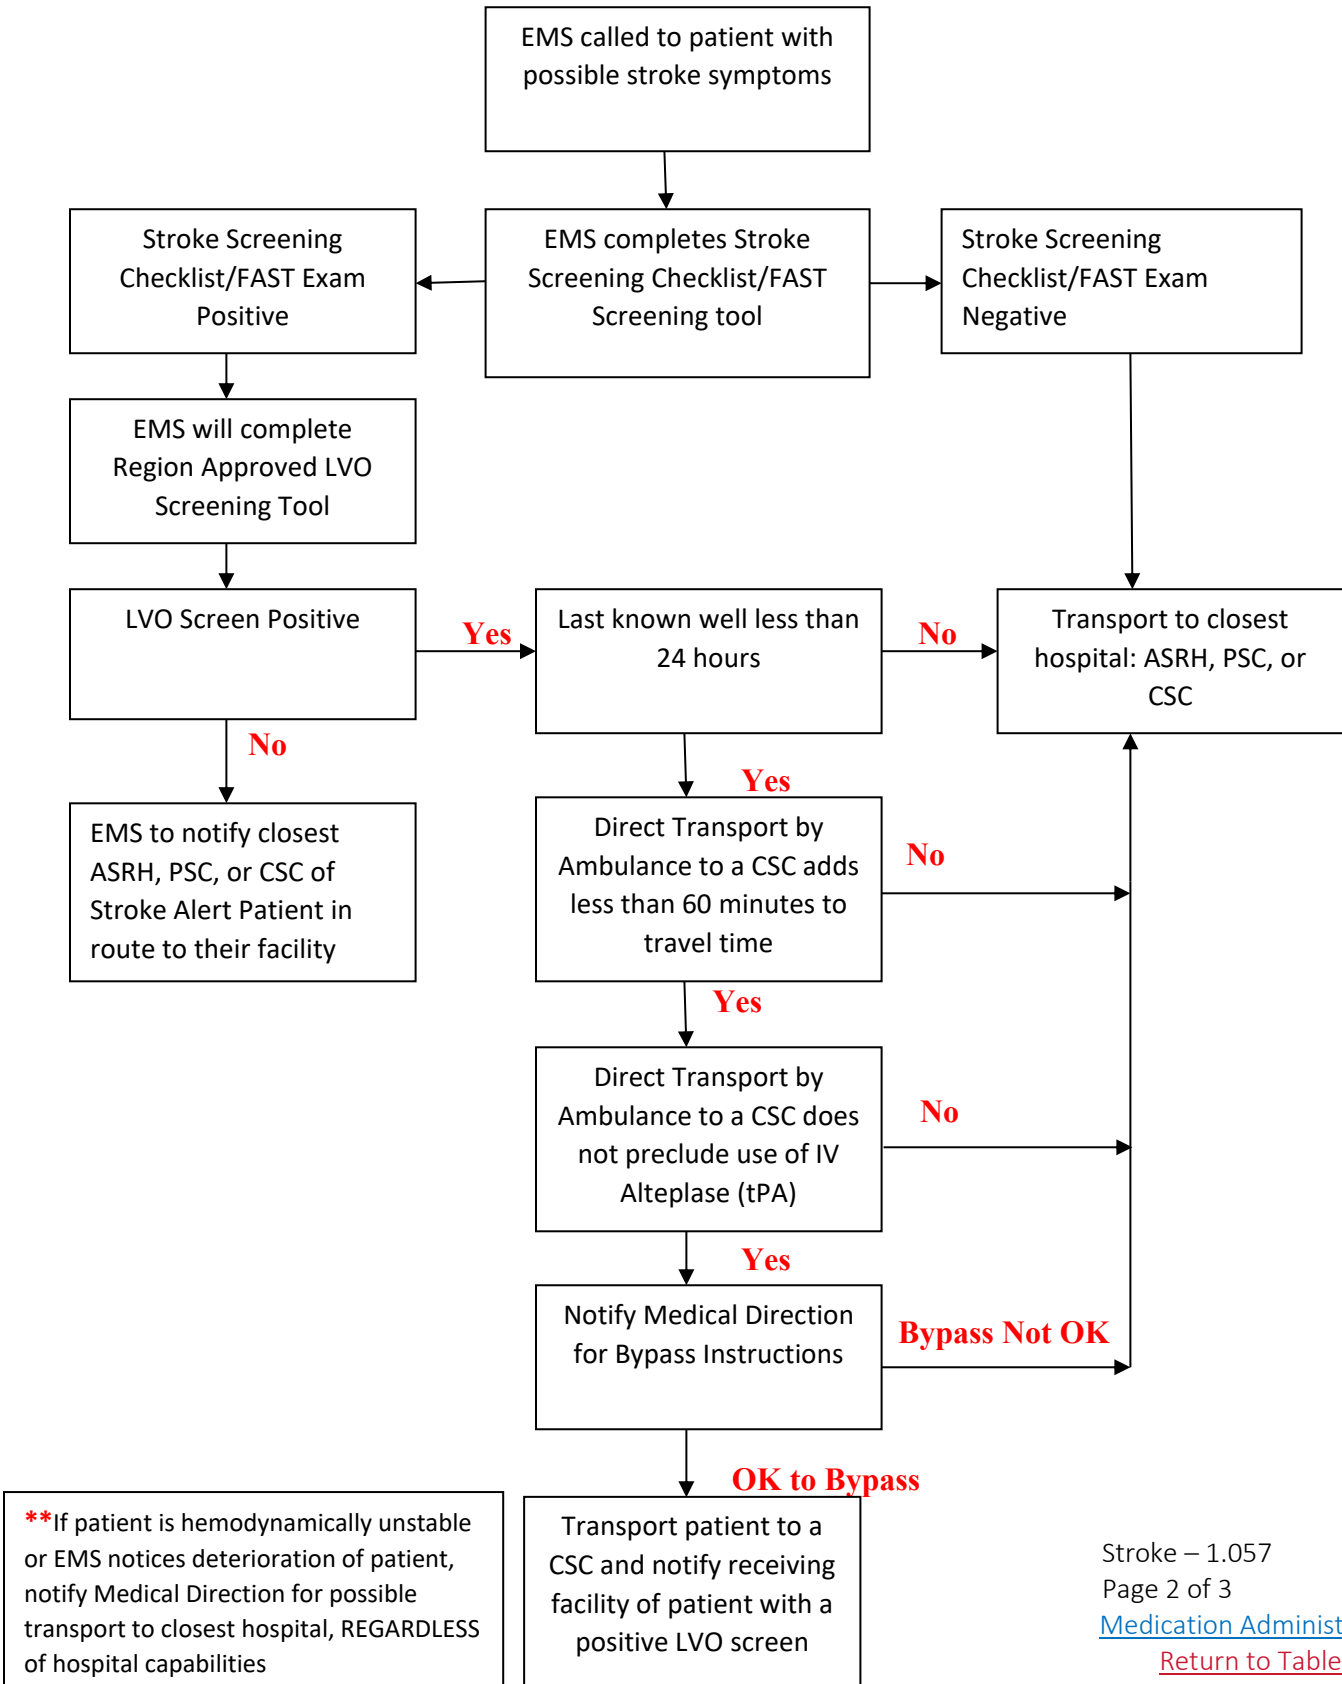 EMS called to patient with
possible stroke symptoms
Stroke Screening
Checklist/FAST Exam
Positive
EMS completes Stroke
Screening Checklist/FAST
Screening tool
Stroke Screening
Checklist/FAST Exam
Negative
EMS will complete
Region Approved LVO
Screening Tool
LVO Screen Positive
Yes
Last known well less than
24 hours
No
Transport to closest
hospital: ASRH, PSC, or
CSC
No
Yes
EMS to notify closest
ASRH, PSC, or CSC of
Stroke Alert Patient in
route to their facility
Direct Transport by
Ambulance to a CSC adds
less than 60 minutes to
travel time
No
Yes
Direct Transport by
Ambulance to a CSC does
not preclude use of IV
Alteplase (tPA)
No
Yes
Notify Medical Direction
for Bypass Instructions
Bypass Not OK
OK to Bypass
**If patient is hemodynamically unstable
or EMS notices deterioration of patient,
notify Medical Direction for possible
transport to closest hospital, REGARDLESS
of hospital capabilities
Transport patient to a
CSC and notify receiving
facility of patient with a
positive LVO screen
Stroke – 1.057
Page 2 of 3
Medication Administ
Return to Table